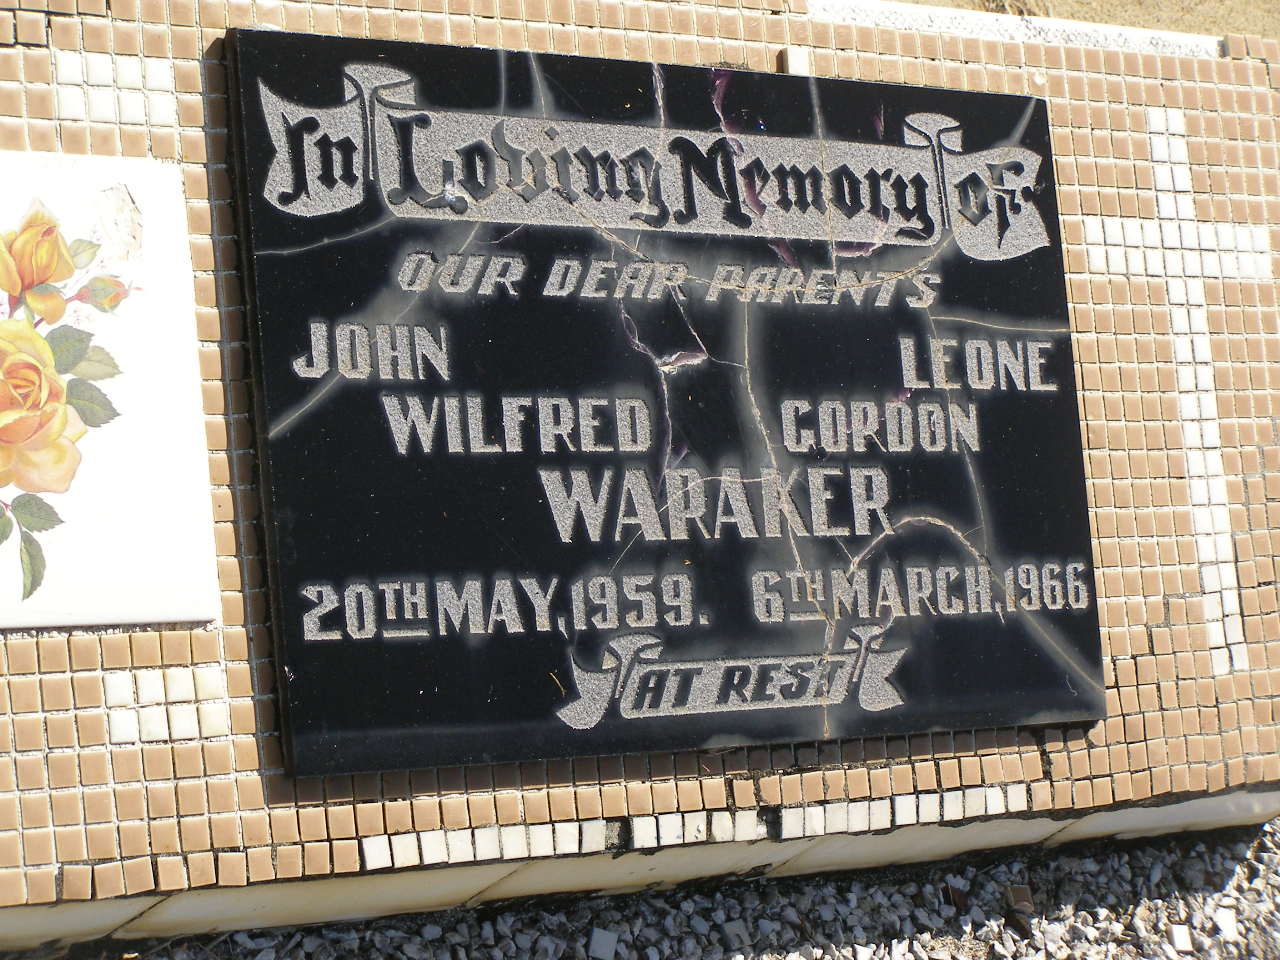 In Loving Memory of
OUR DEAR PARENTS
JOHN LEONE
WILFRED GORDON
WARAKER
20TH MAY, 1959. 6TH MARCH, 1966
AT REST